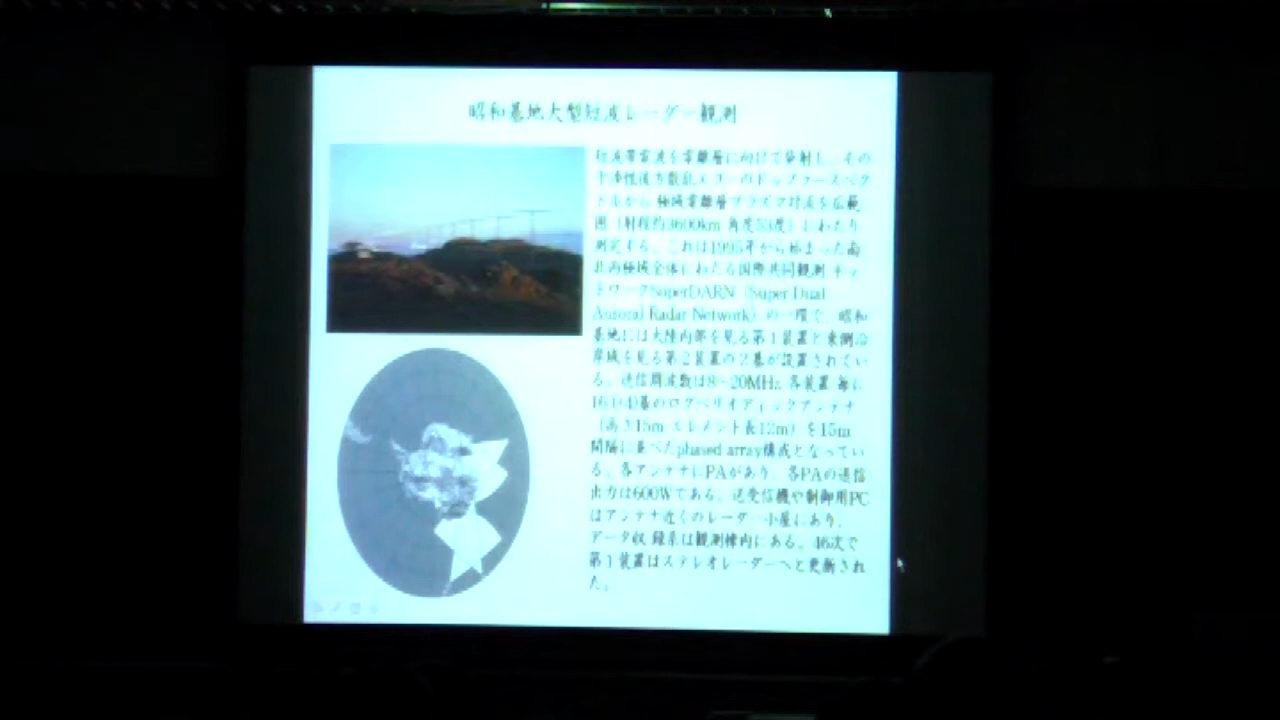 昭和基地大型短波レーダー観測
短波帯電波を電離層に向けて発射し、その
干渉性後方散乱エコーのドップラースペク
トルから、極域電離層プラズマ対流を広範
囲（射程約3600km 角度50度）にわたり
測定する。これは1995年から始まった南
北両極域全体にわたる国際共同観測ネッ
トワークSuperDARN（Super Dual
Auroral Radar Network）の一環で、昭和
基地には大陸内部を見る第1装置と東側沿
岸域を見る第2装置の2基が設置されてい
る。送信周波数は8~20MHz 各装置 毎に
16(+4)基のログペリオディックアンテナ
（高さ15m エレメント長12m）を15m
間隔に並べたphased array構成となってい
る。各アンテナにPAがあり 各PAの送信
出力は600Wである。送受信機や制御用PC
はアンテナ近くのレーダー小屋にあり、
データ収録系は観測棟内にある。46次で
第1装置はステレオレーダーへと更新され
た。